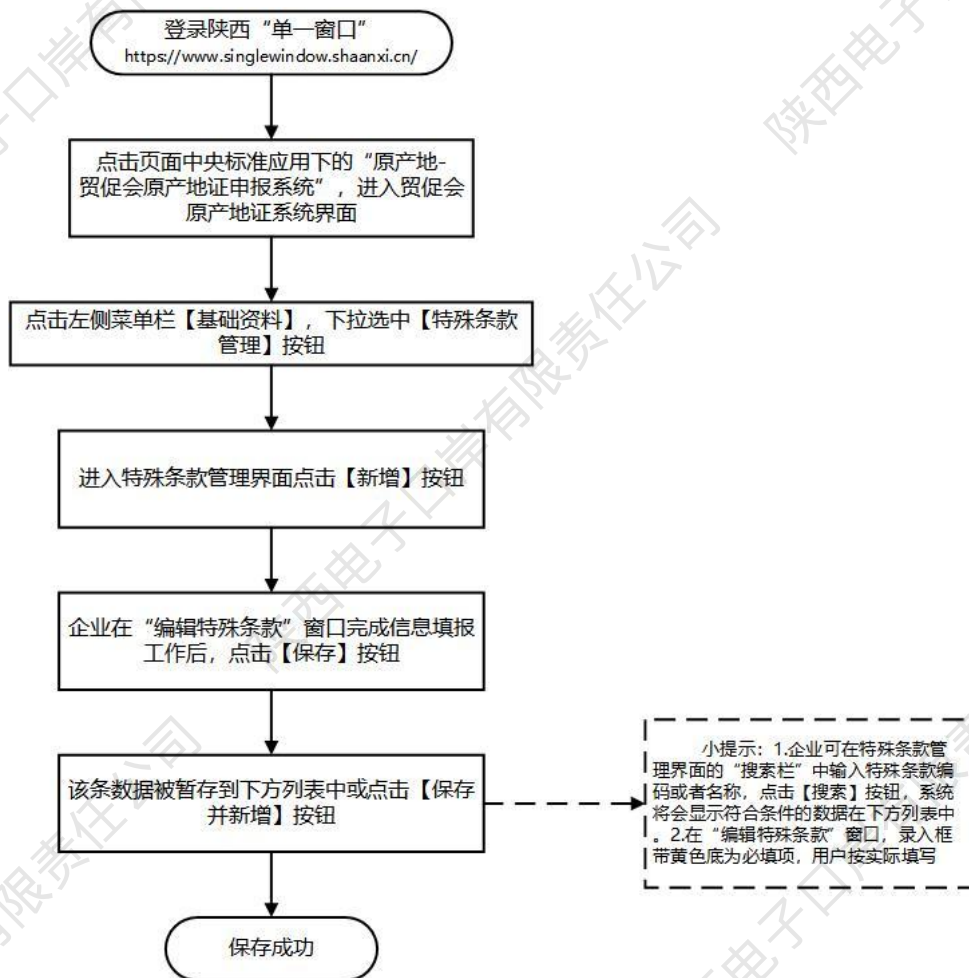 登录陕西“单一窗口”
https://www.singlewindow.shaanxi.cn/
点击页面中央标准应用下的“原产地-
贸促会原产地证申报系统”，进入贸促会
原产地证系统界面
点击左侧菜单栏【基础资料】，下拉选中【特殊条款
管理】按钮
进入特殊条款管理界面点击【新增】按钮
企业在“编辑特殊条款”窗口完成信息填报
工作后，点击【保存】按钮
该条数据被暂存到下方列表中或点击【保存
并新增】按钮
小提示：1.企业可在特殊条款管
理界面的“搜索栏”中输入特殊条款编
码或者名称，点击【搜索】按钮，系统
将会显示符合条件的数据在下方列表中
。2.在“编辑特殊条款”窗口，录入框
带黄色底为必填项，用户按实际填写
保存成功
陕西电子口岸有限责任公司